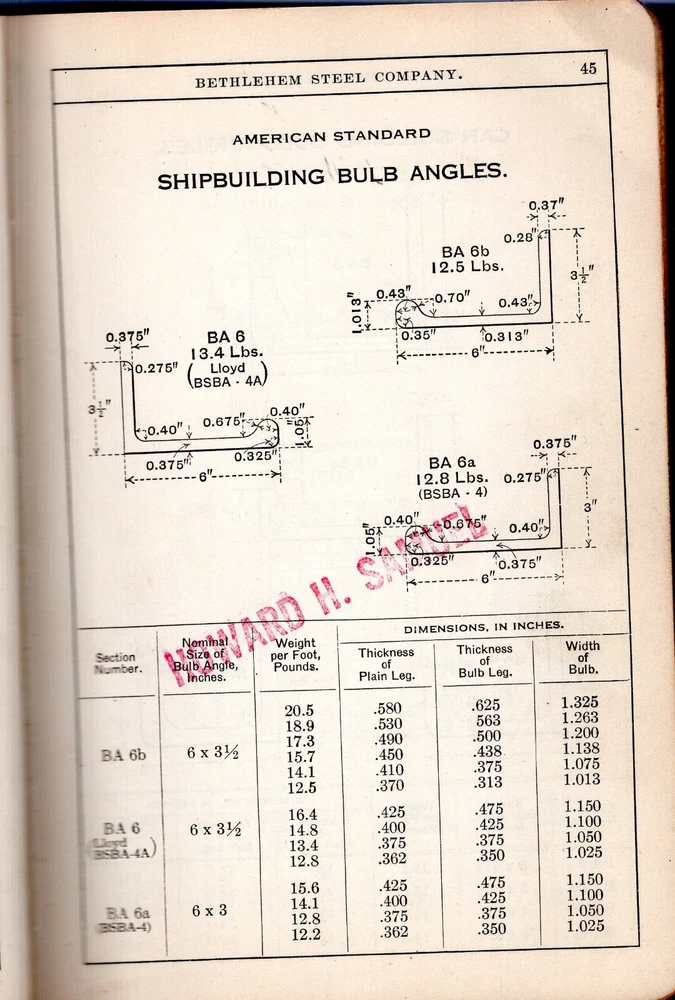 BETHLEHEM STEEL COMPANY. 45
AMERICAN STANDARD
SHIPBUILDING BULB ANGLES.
0.37"
0.28"
BA 6b
12.5 Lbs.
3½"
0.43"
0.70"
0.43"
1.013"
0.35"
0.313"
6"
0.375"
BA 6
13.4 Lbs.
(Lloyd
BSBA - 4A)
0.275"
3½"
0.40"
0.675"
0.40"
1.05"
0.375"
0.325"
6"
0.375"
BA 6a
12.8 Lbs.
(BSBA - 4)
0.275"
3"
0.40"
0.675"
0.40"
1.05"
0.325"
0.375"
6"
HOWARD H. SAMUEL
DIMENSIONS, IN INCHES.
Section
Number.
Nominal
Size of
Bulb Angle,
Inches.
Weight
per Foot,
Pounds.
Thickness
of
Plain Leg.
Thickness
of
Bulb Leg.
Width
of
Bulb.
BA 6b 6 x 3½
20.5 .580 .625 1.325
18.9 .530 563 1.263
17.3 .490 .500 1.200
15.7 .450 .438 1.138
14.1 .410 .375 1.075
12.5 .370 .313 1.013
BA 6
(Lloyd
BSBA-4A) 6 x 3½
16.4 .425 .475 1.150
14.8 .400 .425 1.100
13.4 .375 .375 1.050
12.8 .362 .350 1.025
BA 6a
(BSBA-4) 6 x 3
15.6 .425 .475 1.150
14.1 .400 .425 1.100
12.8 .375 .375 1.050
12.2 .362 .350 1.025